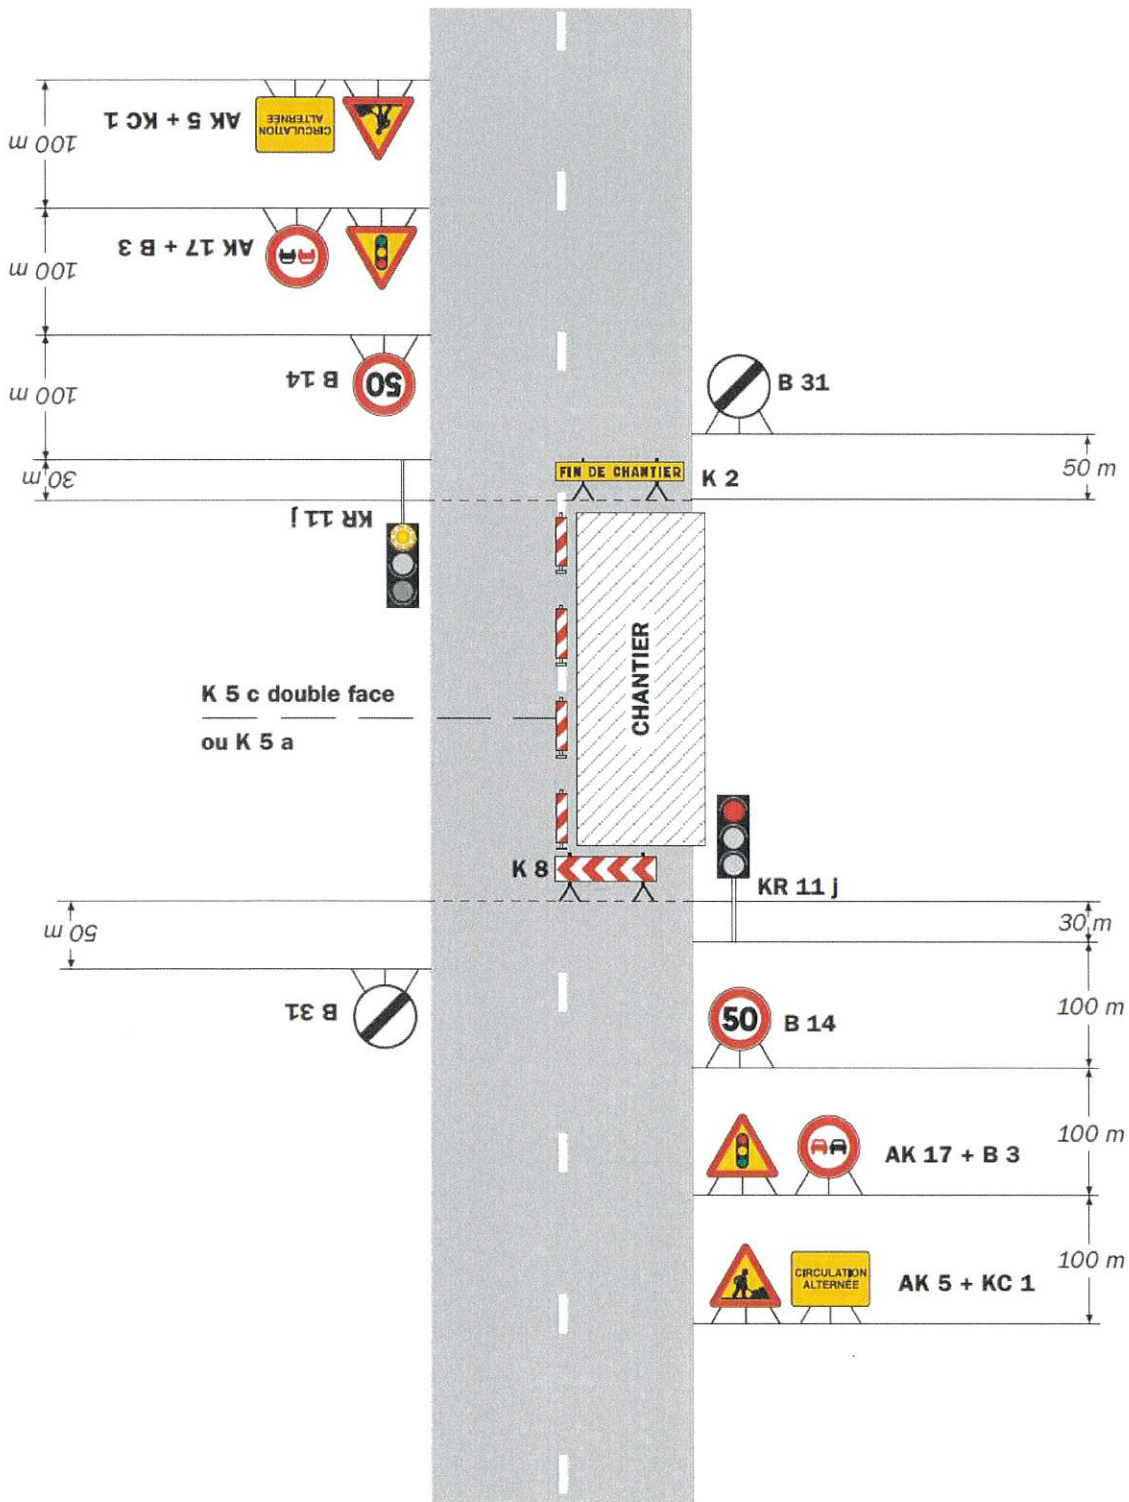 AK 5 + KC 1
CIRCULATION
ALTERNÉE
100 m
AK 17 + B 3
100 m
B 14
50
100 m
B 31
30 m
50 m
FIN DE CHANTIER
K 2
KR 11 j
CHANTIER
K 5 c double face
ou K 5 a
K 8
KR 11 j
50 m
30 m
B 31
50
B 14
100 m
AK 17 + B 3
100 m
CIRCULATION
ALTERNÉE
AK 5 + KC 1
100 m